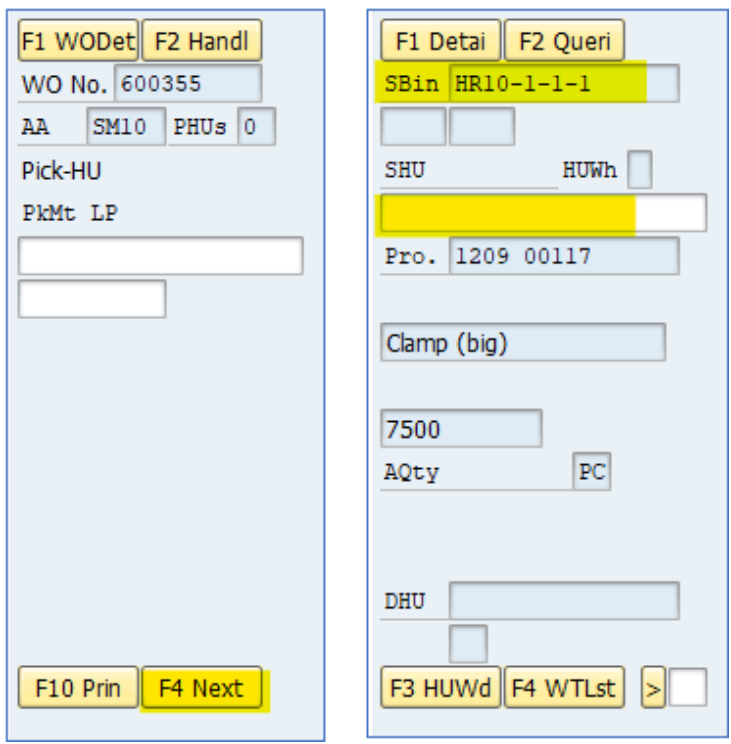 F1 WODet F2 Handl
WO No. 600355
AA SM10 PHUs 0
Pick-HU
PkMt LP
F10 Prin F4 Next
F1 Detai F2 Queri
SBin HR10-1-1-1
SHU HUWh
Pro. 1209 00117
Clamp (big)
7500
AQty PC
DHU
F3 HUWd F4 WTLst >